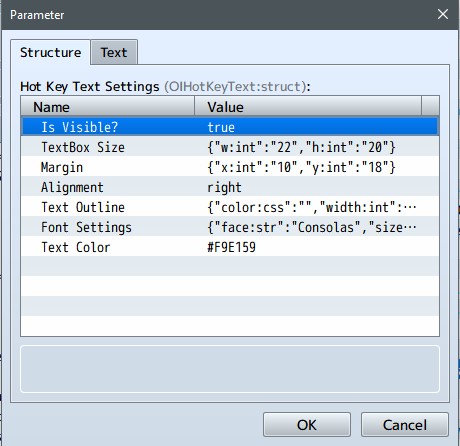 Parameter
Structure Text
Hot Key Text Settings (OIHotKeyText:struct):
Name Value
Is Visible? true
TextBox Size {"w:int":"22","h:int":"20"}
Margin {"x:int":"10","y:int":"18"}
Alignment right
Text Outline {"color:css":"","width:int":…
Font Settings {"face:str":"Consolas","size…
Text Color #F9E159
OK Cancel